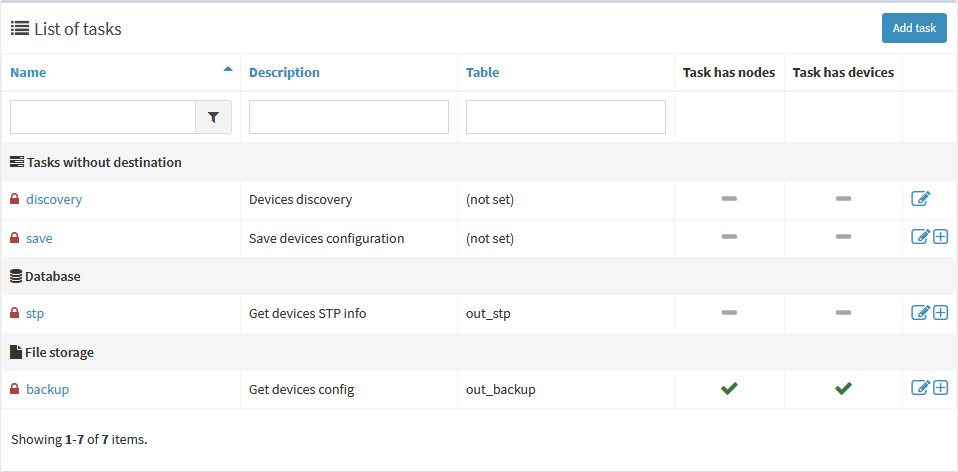 List of tasks Add task
Name Description Table Task has nodes Task has devices
Tasks without destination
discovery Devices discovery (not set)
save Save devices configuration (not set)
Database
stp Get devices STP info out_stp
File storage
backup Get devices config out_backup
Showing 1-7 of 7 items.